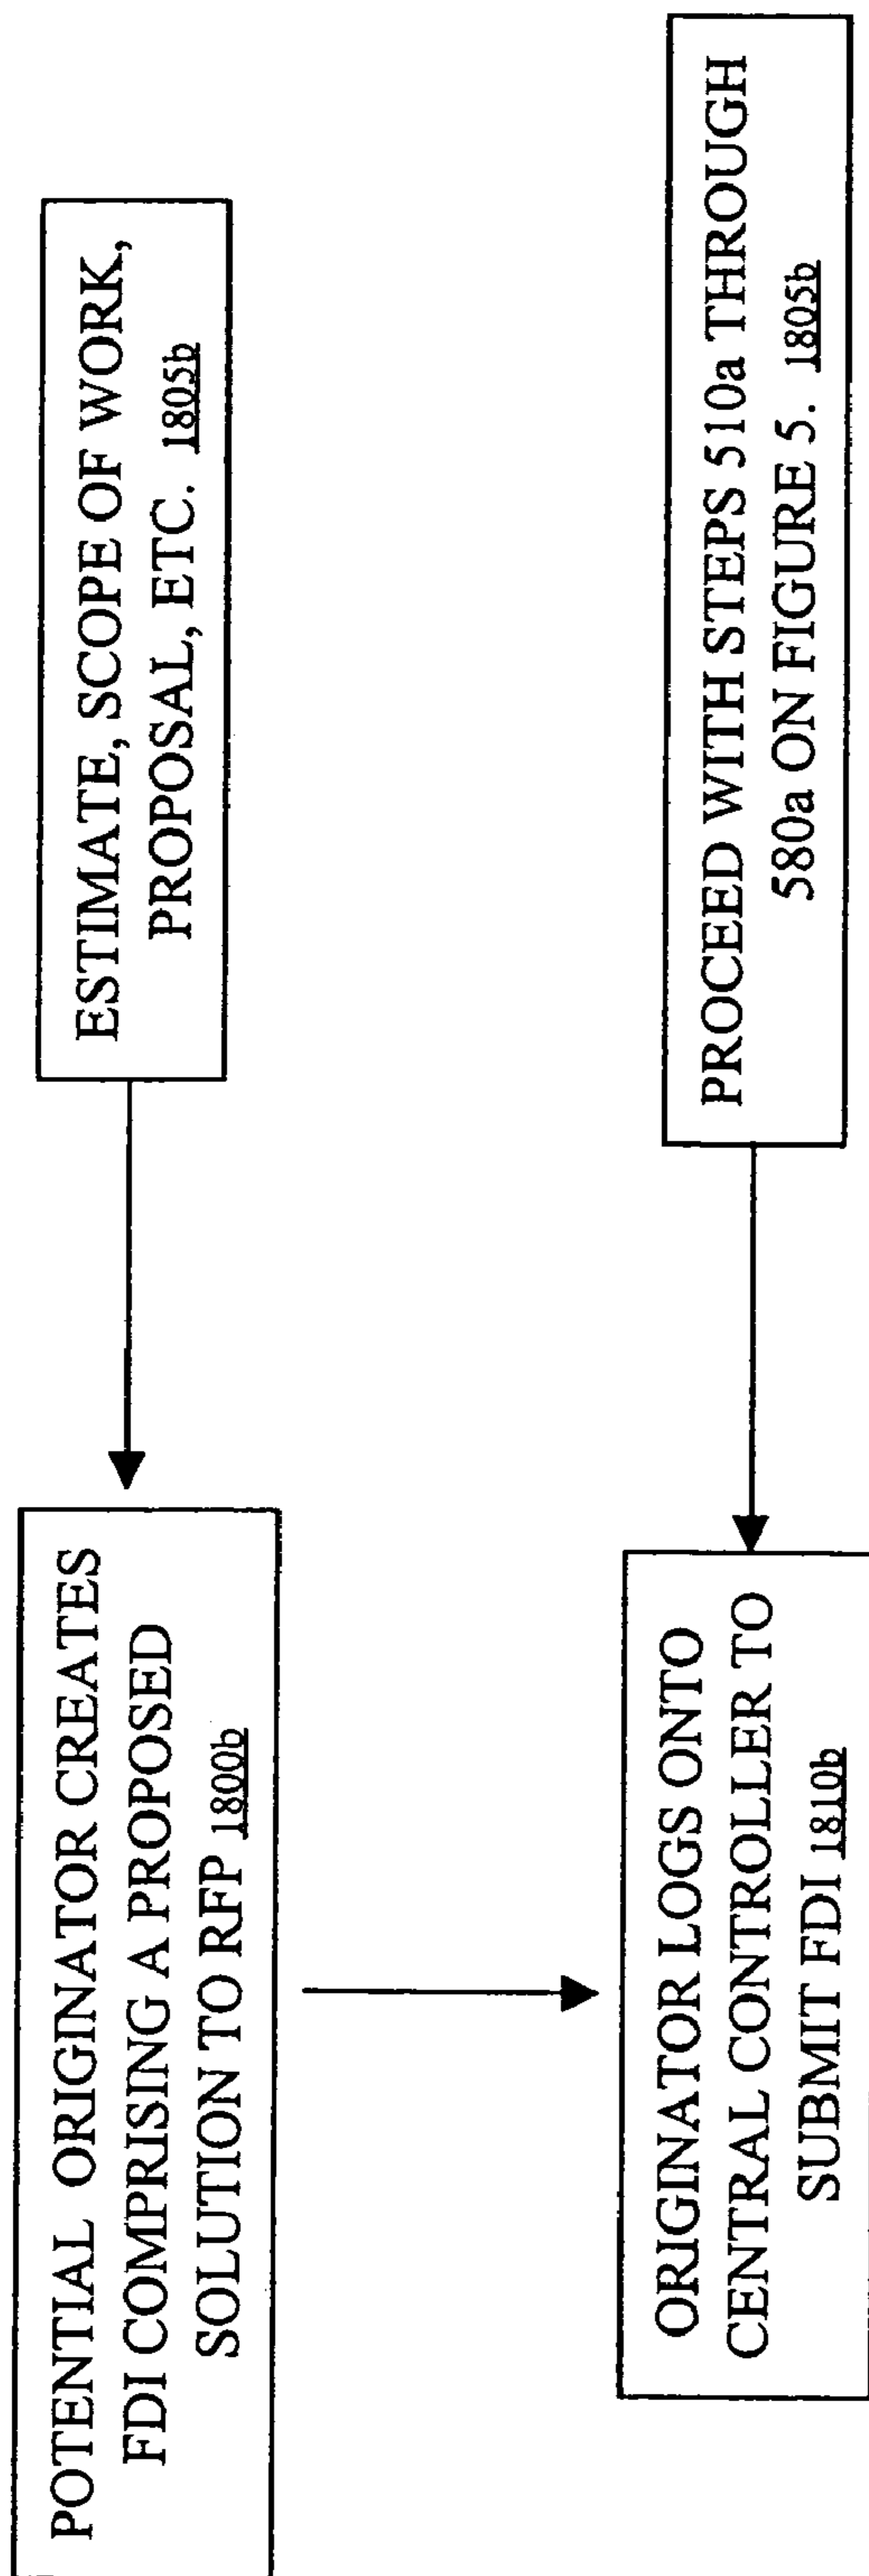 POTENTIAL ORIGINATOR CREATES
FDI COMPRISING A PROPOSED
SOLUTION TO RFP 1800b
ESTIMATE, SCOPE OF WORK,
PROPOSAL, ETC. 1805b
ORIGINATOR LOGS ONTO
CENTRAL CONTROLLER TO
SUBMIT FDI 1810b
PROCEED WITH STEPS 510a THROUGH
580a ON FIGURE 5. 1805b